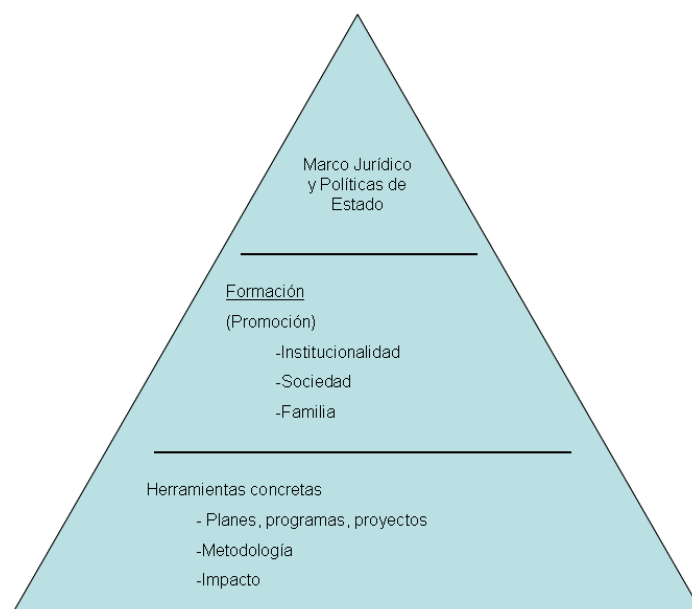 Marco Jurídico
y Políticas de
Estado
Formación
(Promoción)
-Institucionalidad
-Sociedad
-Familia
Herramientas concretas
- Planes, programas, proyectos
-Metodología
-Impacto